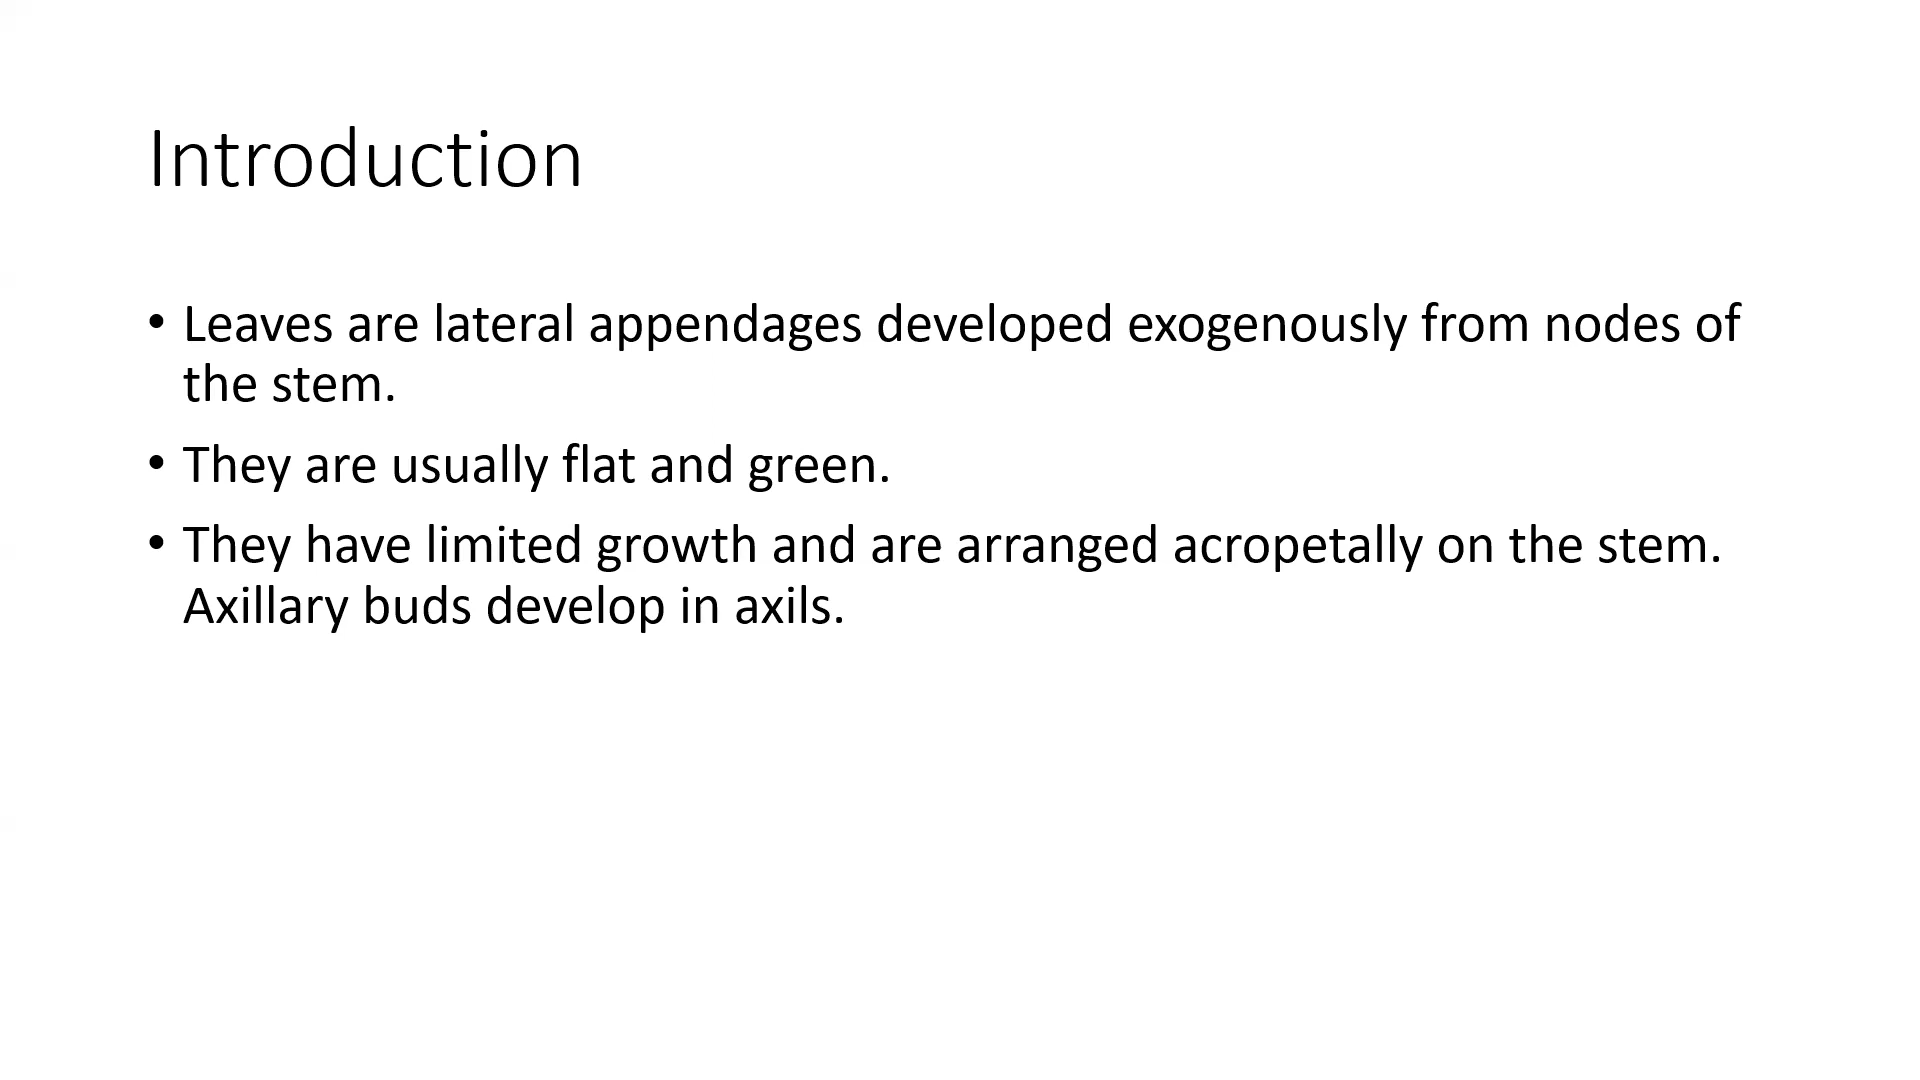 Introduction
• Leaves are lateral appendages developed exogenously from nodes of
the stem.
• They are usually flat and green.
• They have limited growth and are arranged acropetally on the stem.
Axillary buds develop in axils.